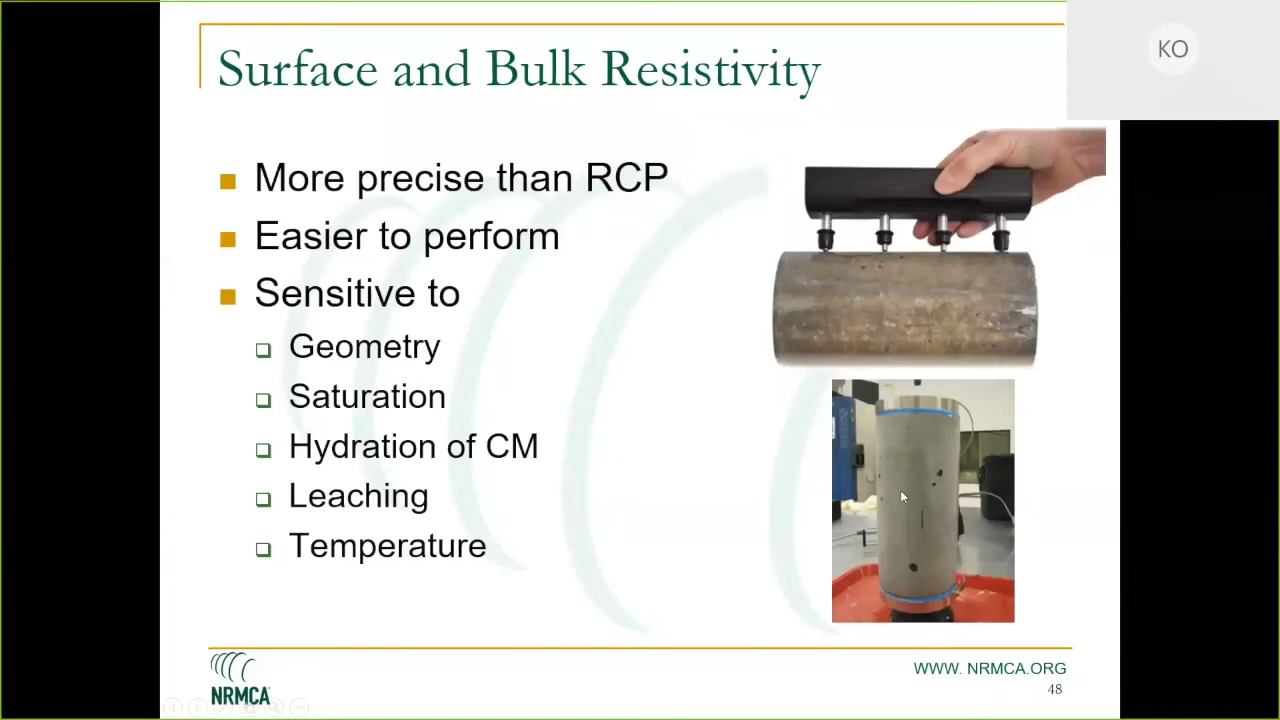 KO
Surface and Bulk Resistivity
More precise than RCP
Easier to perform
Sensitive to
Geometry
Saturation
Hydration of CM
Leaching
Temperature
NRMCA
WWW. NRMCA.ORG
48